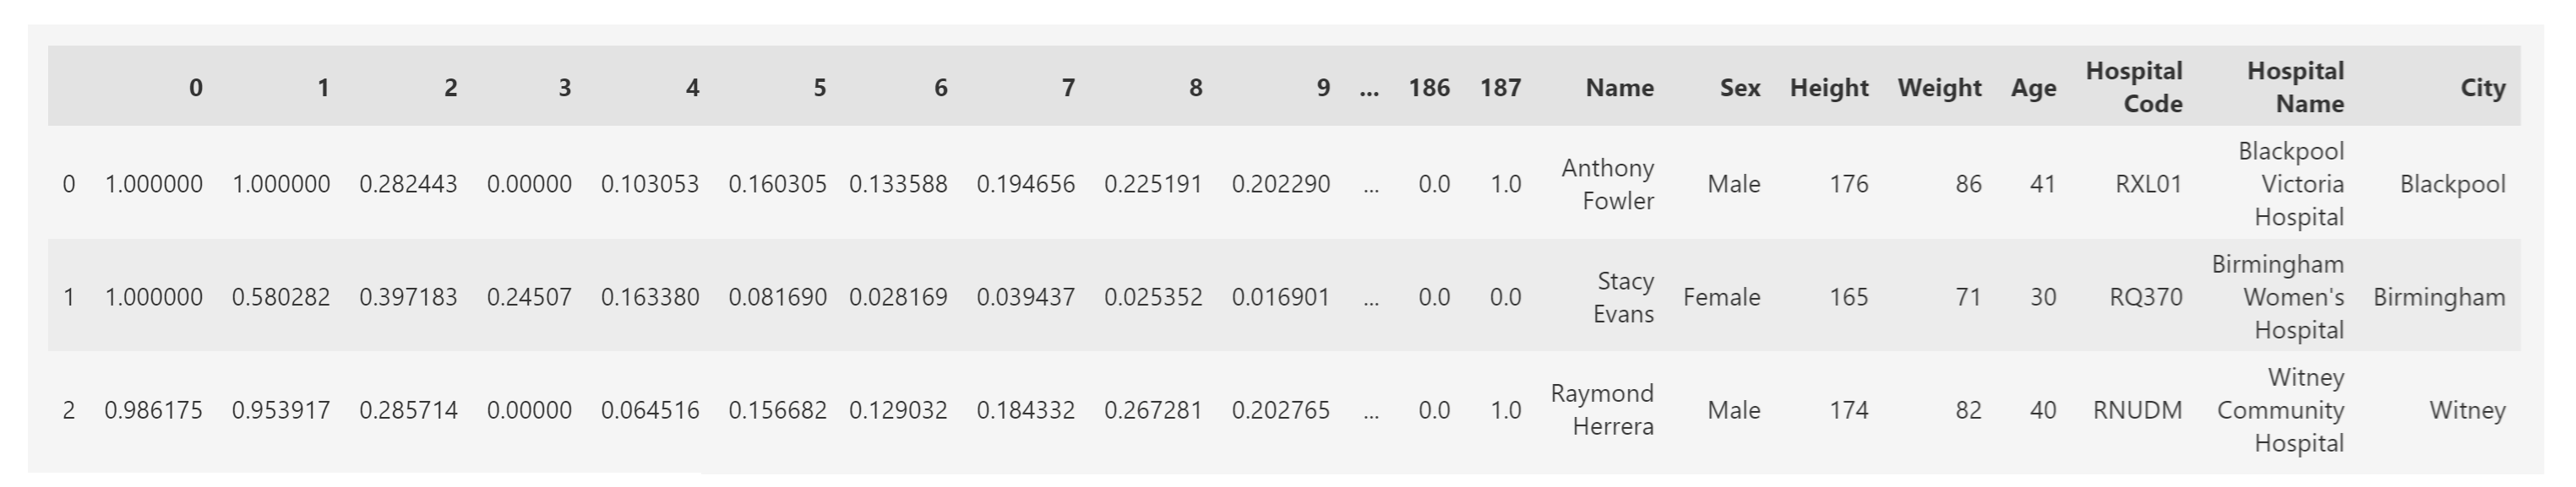 0 1 2 3 4 5 6 7 8 9 ... 186 187 Name Sex Height Weight Age Hospital Code Hospital Name City
0 1.000000 1.000000 0.282443 0.00000 0.103053 0.160305 0.133588 0.194656 0.225191 0.202290 ... 0.0 1.0 Anthony Fowler Male 176 86 41 RXL01 Blackpool Victoria Hospital Blackpool
1 1.000000 0.580282 0.397183 0.24507 0.163380 0.081690 0.028169 0.039437 0.025352 0.016901 ... 0.0 0.0 Stacy Evans Female 165 71 30 RQ370 Birmingham Women's Hospital Birmingham
2 0.986175 0.953917 0.285714 0.00000 0.064516 0.156682 0.129032 0.184332 0.267281 0.202765 ... 0.0 1.0 Raymond Herrera Male 174 82 40 RNUDM Witney Community Hospital Witney